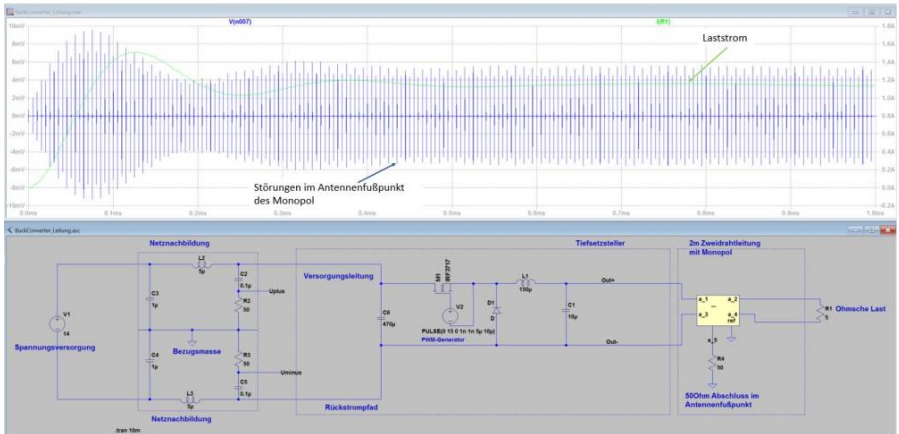 BuckConverter_Leitung.asc
V(n007)
I(R1)
10mV
8mV
6mV
4mV
2mV
0mV
-2mV
-4mV
-6mV
-8mV
-10mV
1.8A
1.6A
1.4A
1.2A
1.0A
0.8A
0.6A
0.4A
0.2A
0.0A
-0.2A
Laststrom
Störungen im Antennenfußpunkt
des Monopol
0.0ms
0.1ms
0.2ms
0.3ms
0.4ms
0.5ms
0.6ms
0.7ms
0.8ms
0.9ms
1.0ms
BuckConverter_Leitung.asc
Netznachbildung
Tiefsetzsteller
2m Zweidrahtleitung
mit Monopol
L2
5µ
C2
0.1µ
Uplus
R2
50
C3
1µ
V1
14
Spannungsversorgung
Bezugsmasse
C4
1µ
R3
50
Uminus
C5
0.1µ
L3
5µ
Netznachbildung
Versorgungsleitung
C6
470µ
M1
IRF3717
V2
PULSE(0 15 0 1n 1n 5µ 10µ)
PWM-Generator
D1
D
L1
150µ
C1
10µ
Out+
Out-
Rückstrompfad
a_1
a_2
a_3
a_4
ref
a_5
R1
5
Ohmsche Last
R4
50
50Ohm Abschluss im
Antennenfußpunkt
.tran 10m